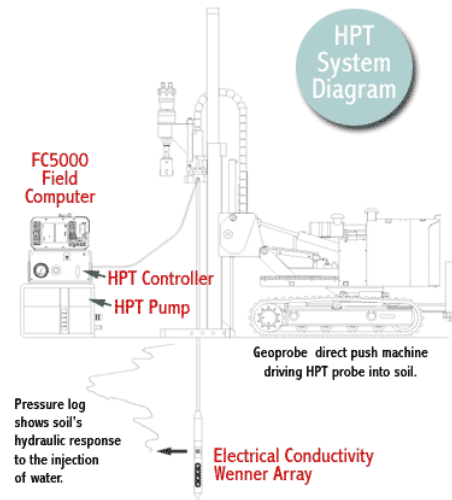 HPT
System
Diagram
FC5000
Field
Computer
HPT Controller
HPT Pump
Geoprobe direct push machine
driving HPT probe into soil.
Pressure log
shows soil's
hydraulic response
to the injection
of water.
Electrical Conductivity
Wenner Array